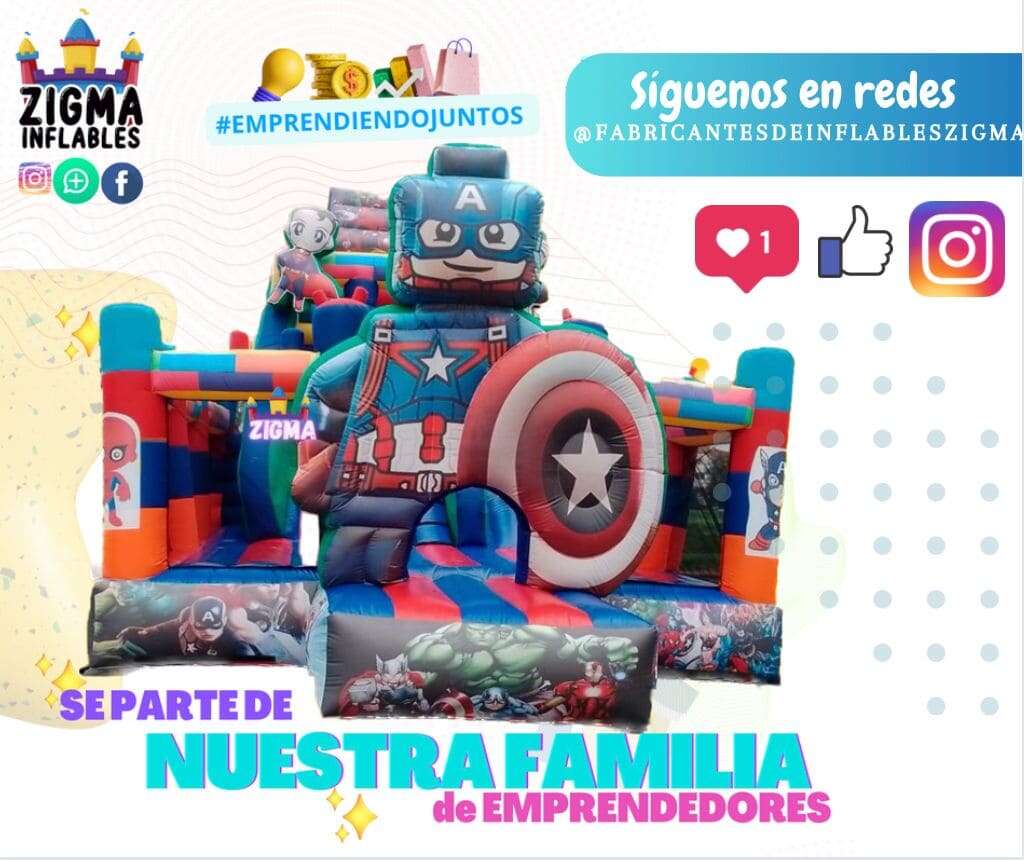 ZIGMA
INFLABLES
#EMPRENDIENDOJUNTOS
Síguenos en redes
@FABRICANTESDEINFLABLESZIGMA
1
A
ZIGMA
A
A
SE PARTE DE
NUESTRA FAMILIA
de EMPRENDEDORES